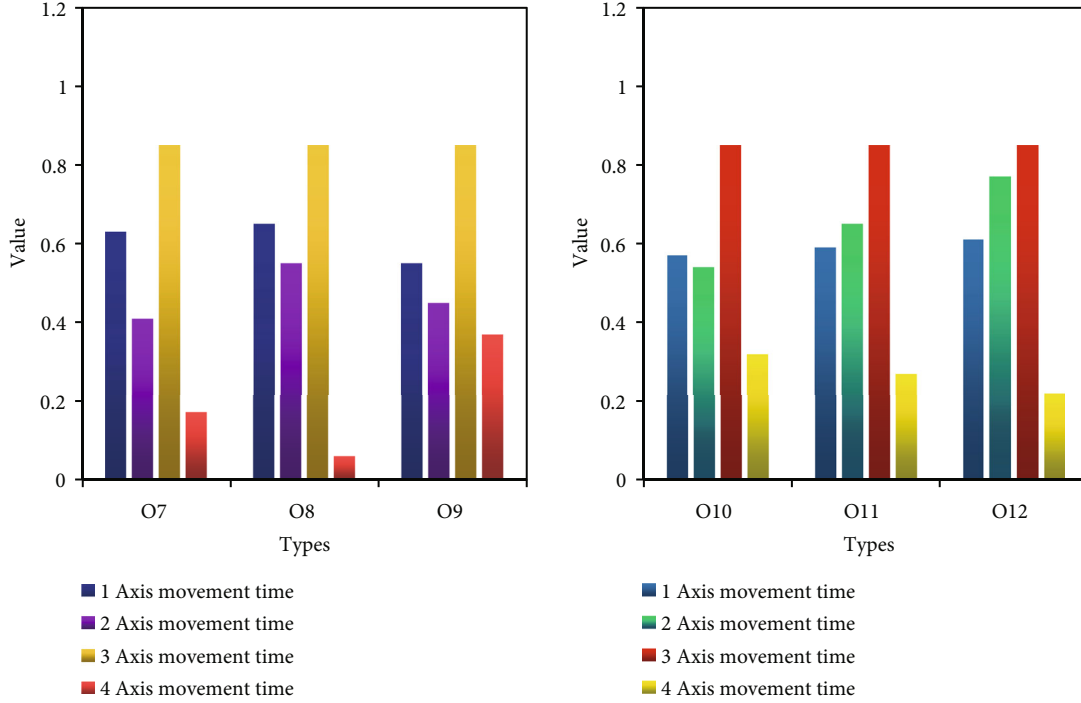 1.2
1
0.8
0.6
0.4
0.2
0
Value
O7 O8 O9
Types
1 Axis movement time
2 Axis movement time
3 Axis movement time
4 Axis movement time
1.2
1
0.8
0.6
0.4
0.2
0
Value
O10 O11 O12
Types
1 Axis movement time
2 Axis movement time
3 Axis movement time
4 Axis movement time